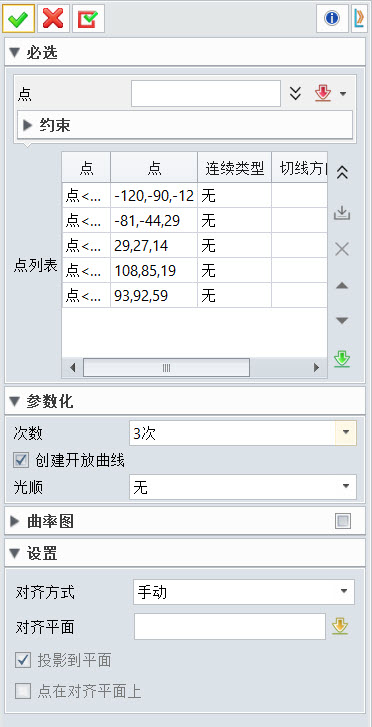 必选
点
约束
点列表
点 点 连续类型 切线方向
点<... -120,-90,-12 无
点<... -81,-44,29 无
点<... 29,27,14 无
点<... 108,85,19 无
点<... 93,92,59 无
参数化
次数 3次
创建开放曲线
光顺 无
曲率图
设置
对齐方式 手动
对齐平面
投影到平面
点在对齐平面上